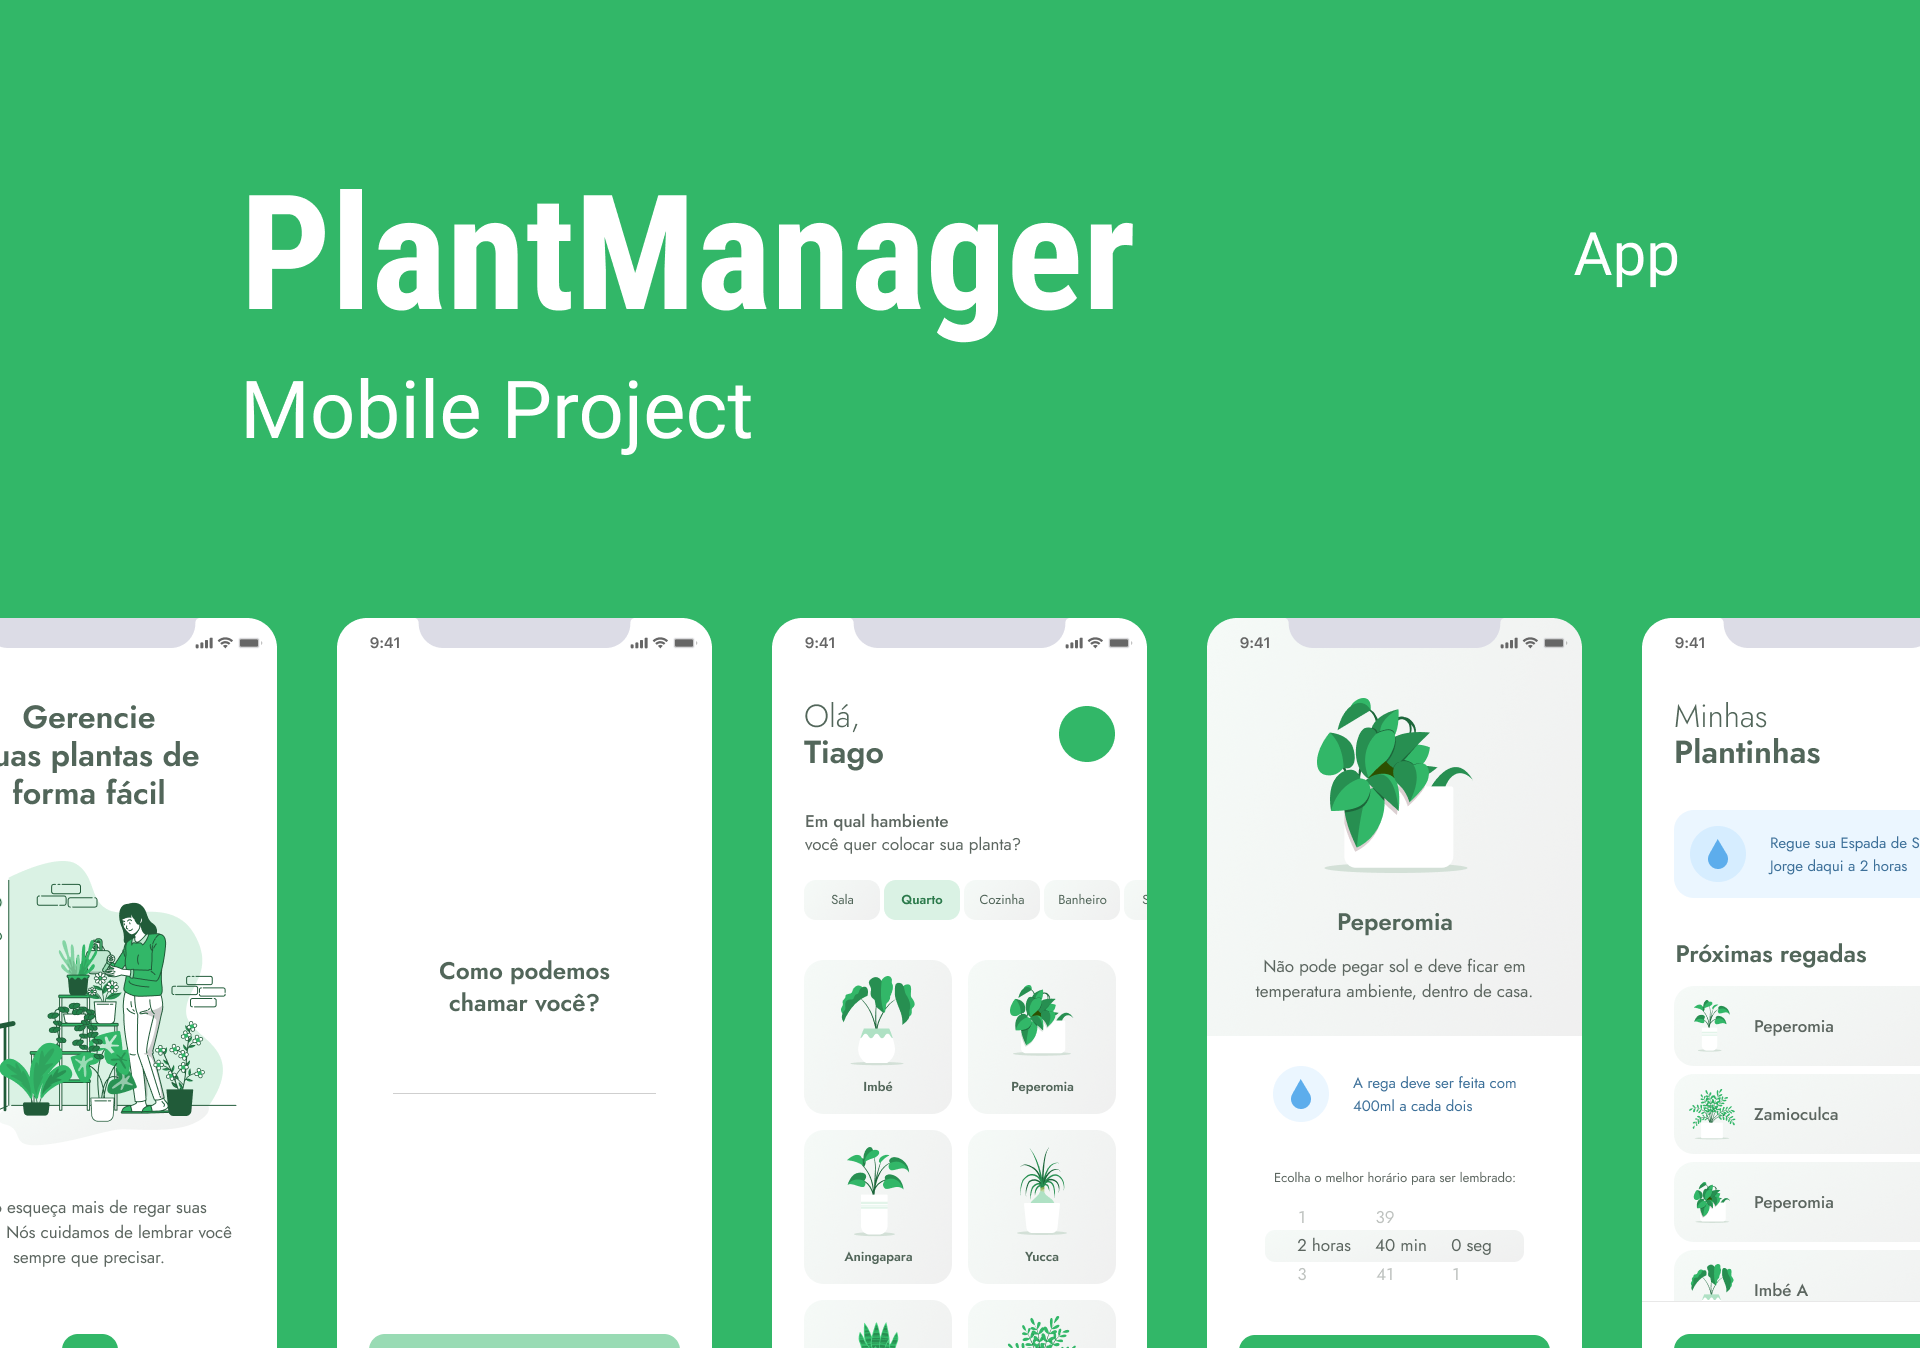 PlantManager
App
Mobile Project
Gerencie
uas plantas de
forma fácil
esqueça mais de regar suas
Nós cuidamos de lembrar você
sempre que precisar.
9:41
Como podemos
chamar você?
9:41
Olá,
Tiago
Em qual hambiente
você quer colocar sua planta?
Sala Quarto Cozinha Banheiro S
Imbé Peperomia
Aningapara Yucca
9:41
Peperomia
Não pode pegar sol e deve ficar em
temperatura ambiente, dentro de casa.
A rega deve ser feita com
400ml a cada dois
Ecolha o melhor horário para ser lembrado:
1 39
2 horas 40 min 0 seg
3 41 1
9:41
Minhas
Plantinhas
Regue sua Espada de S
Jorge daqui a 2 horas
Próximas regadas
Peperomia
Zamioculca
Peperomia
Imbé A